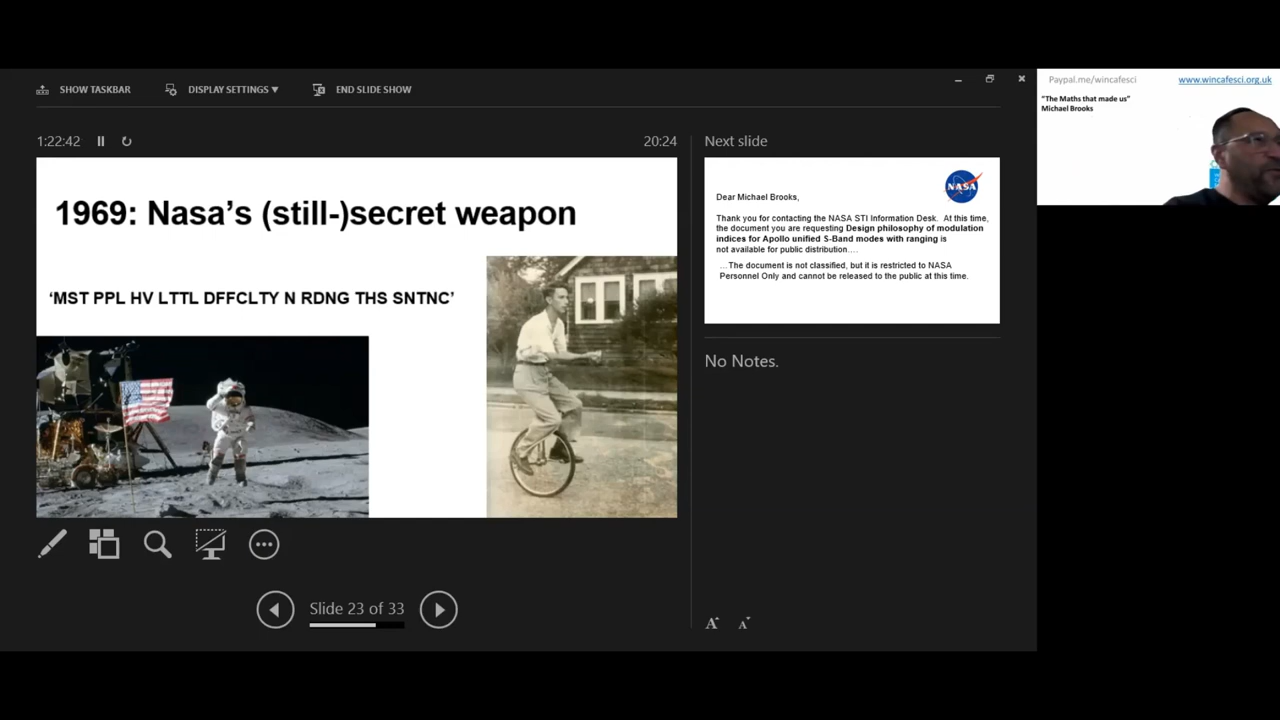 SHOW TASKBAR
DISPLAY SETTINGS ▼
END SLIDE SHOW
1:22:42
20:24
Next slide
1969: Nasa's (still-)secret weapon
'MST PPL HV LTTL DFFCLTY N RDNG THS SNTNC'
NASA
Dear Michael Brooks,
Thank you for contacting the NASA STI Information Desk. At this time,
the document you are requesting Design philosophy of modulation
indices for Apollo unified S-Band modes with ranging is
not available for public distribution….
…The document is not classified, but it is restricted to NASA
Personnel Only and cannot be released to the public at this time.
No Notes.
Slide 23 of 33
A A
Paypal.me/wincafesci
www.wincafesci.org.uk
"The Maths that made us"
Michael Brooks